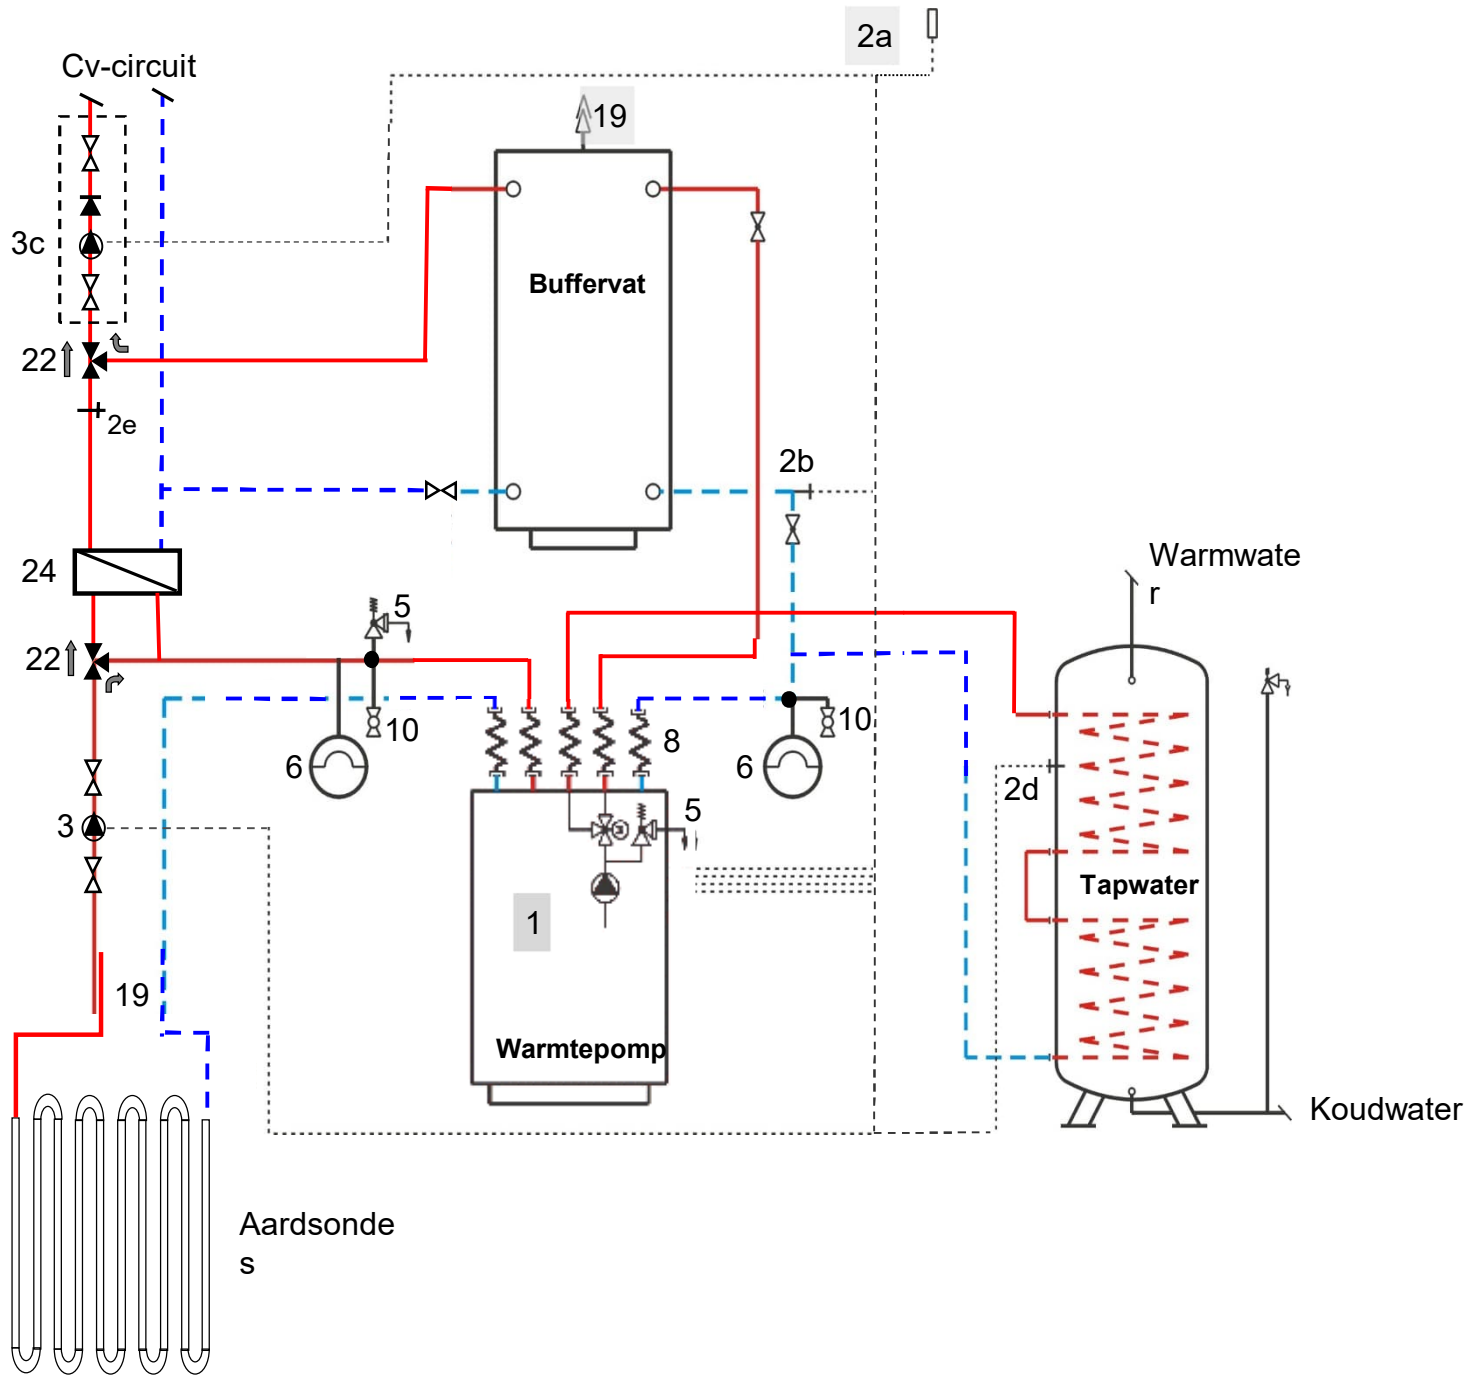 2a
Cv-circuit
19
3c
Buffervat
22
2e
2b
24
Warmwate
r
5
22
10
8
10
6
6
2d
5
3
M
Tapwater
1
19
Warmtepomp
Koudwater
Aardsonde
s